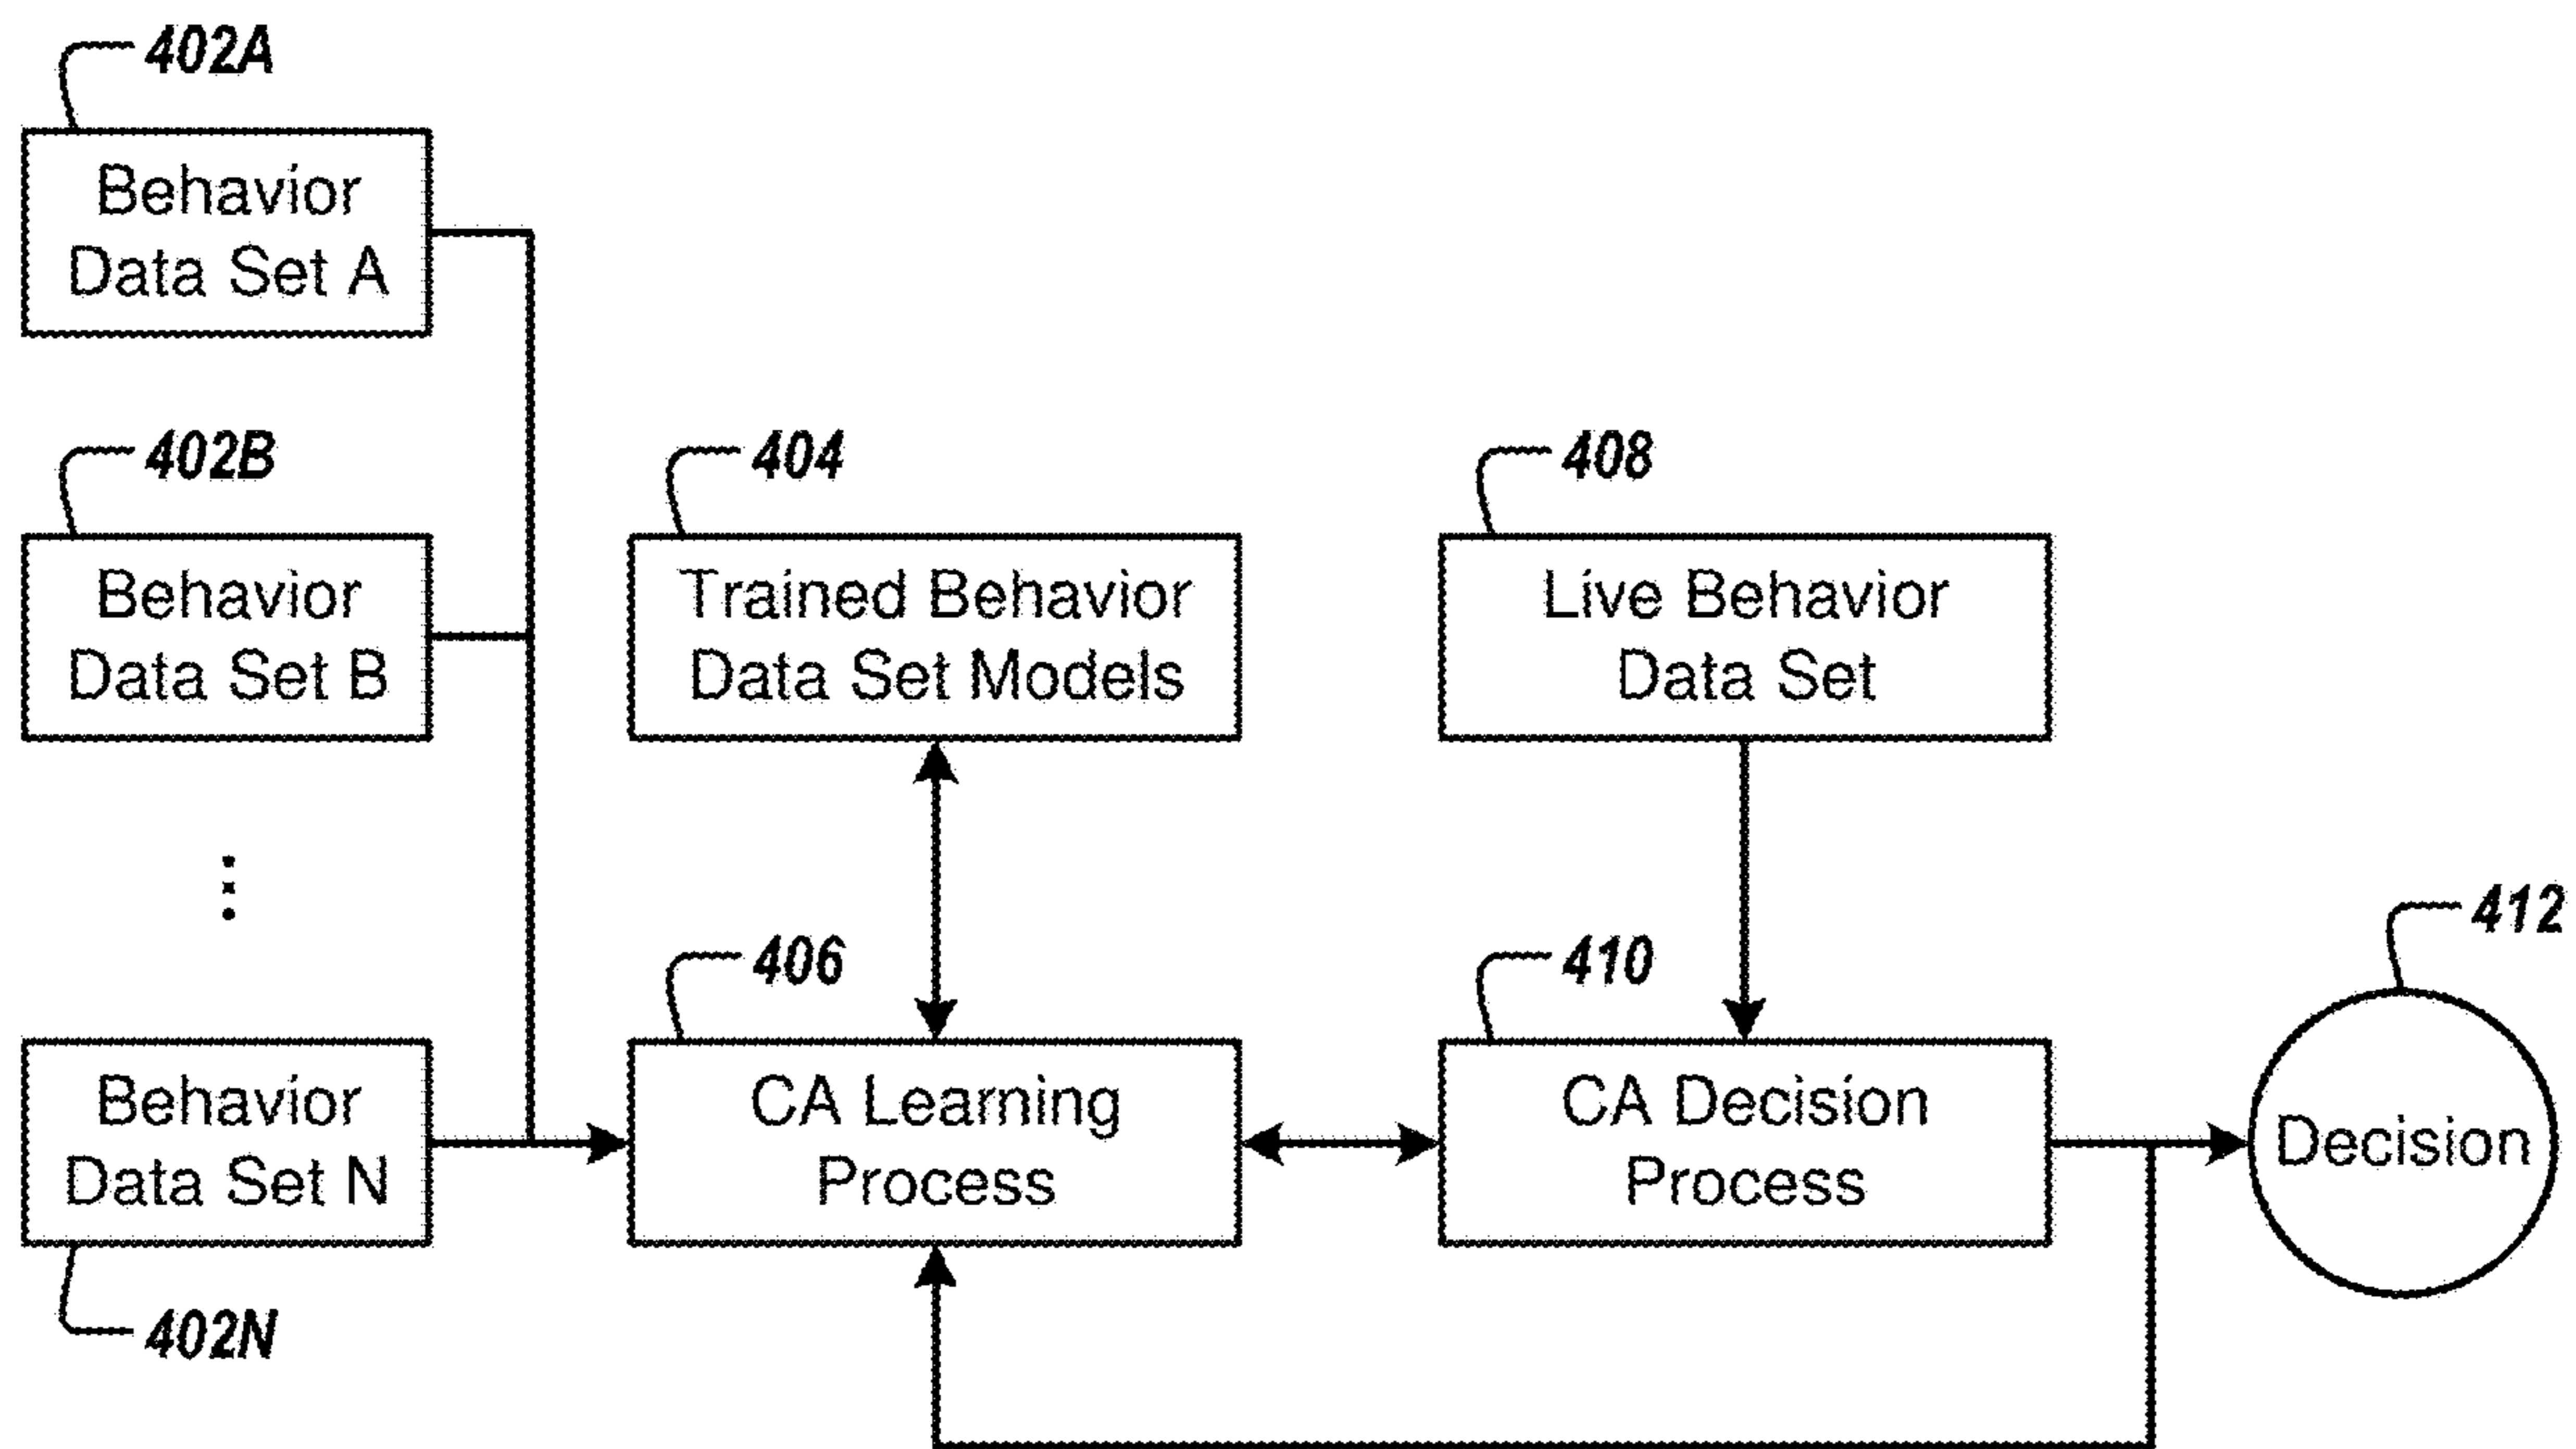 402A
Behavior
Data Set A
402B
Behavior
Data Set B
402N
Behavior
Data Set N
404
Trained Behavior
Data Set Models
406
CA Learning
Process
408
Live Behavior
Data Set
410
CA Decision
Process
412
Decision